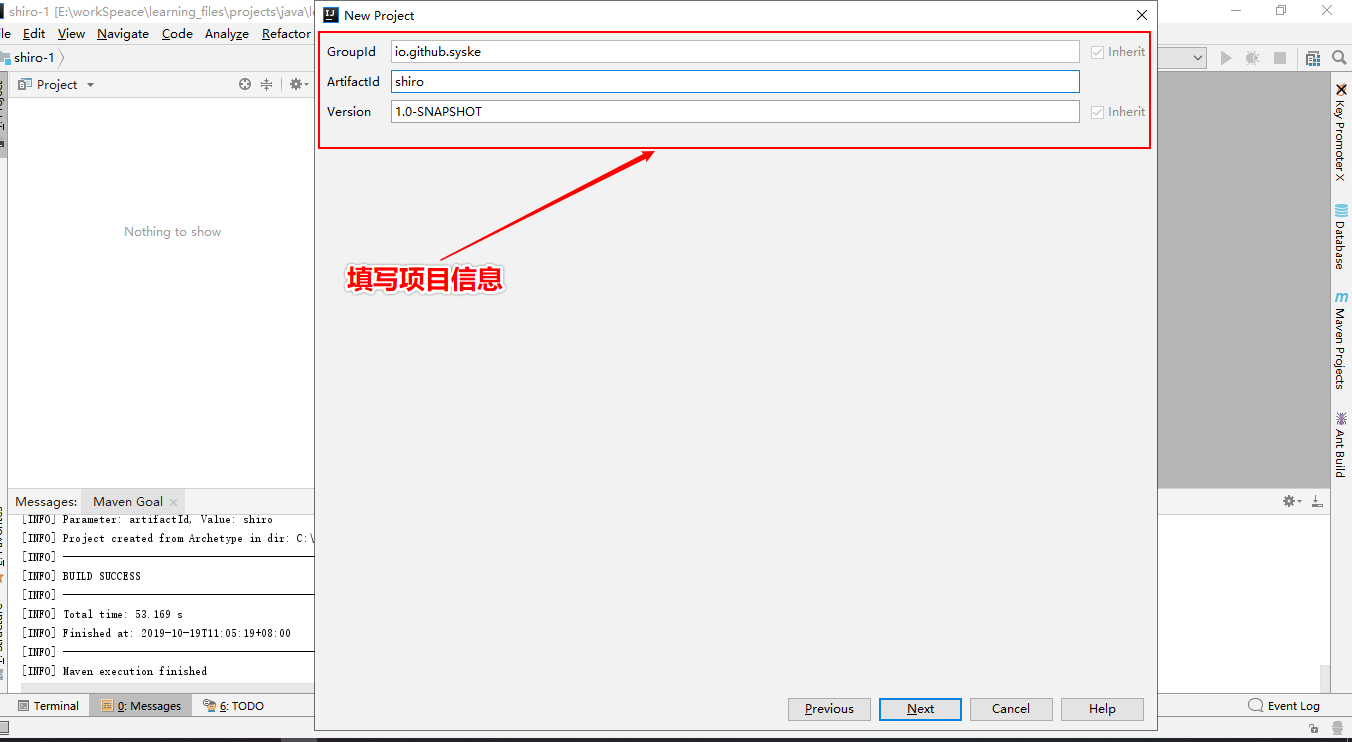 shiro-1 [E:\workSpeace\learning_files\projects\java\l
New Project
Edit View Navigate Code Analyze Refactor
shiro-1
Project
GroupId io.github.syske Inherit
ArtifactId shiro
Version 1.0-SNAPSHOT Inherit
填写项目信息
Nothing to show
Key Promoter X
Database
Maven Projects
Ant Build
Messages: Maven Goal
[INFO] Parameter: artifactId, Value: shiro
[INFO] Project created from Archetype in dir: C:\
[INFO]
[INFO] BUILD SUCCESS
[INFO]
[INFO] Total time: 53.169 s
[INFO] Finished at: 2019-10-19T11:05:19+08:00
[INFO]
[INFO] Maven execution finished
Previous Next Cancel Help
Terminal 0: Messages 6: TODO Event Log